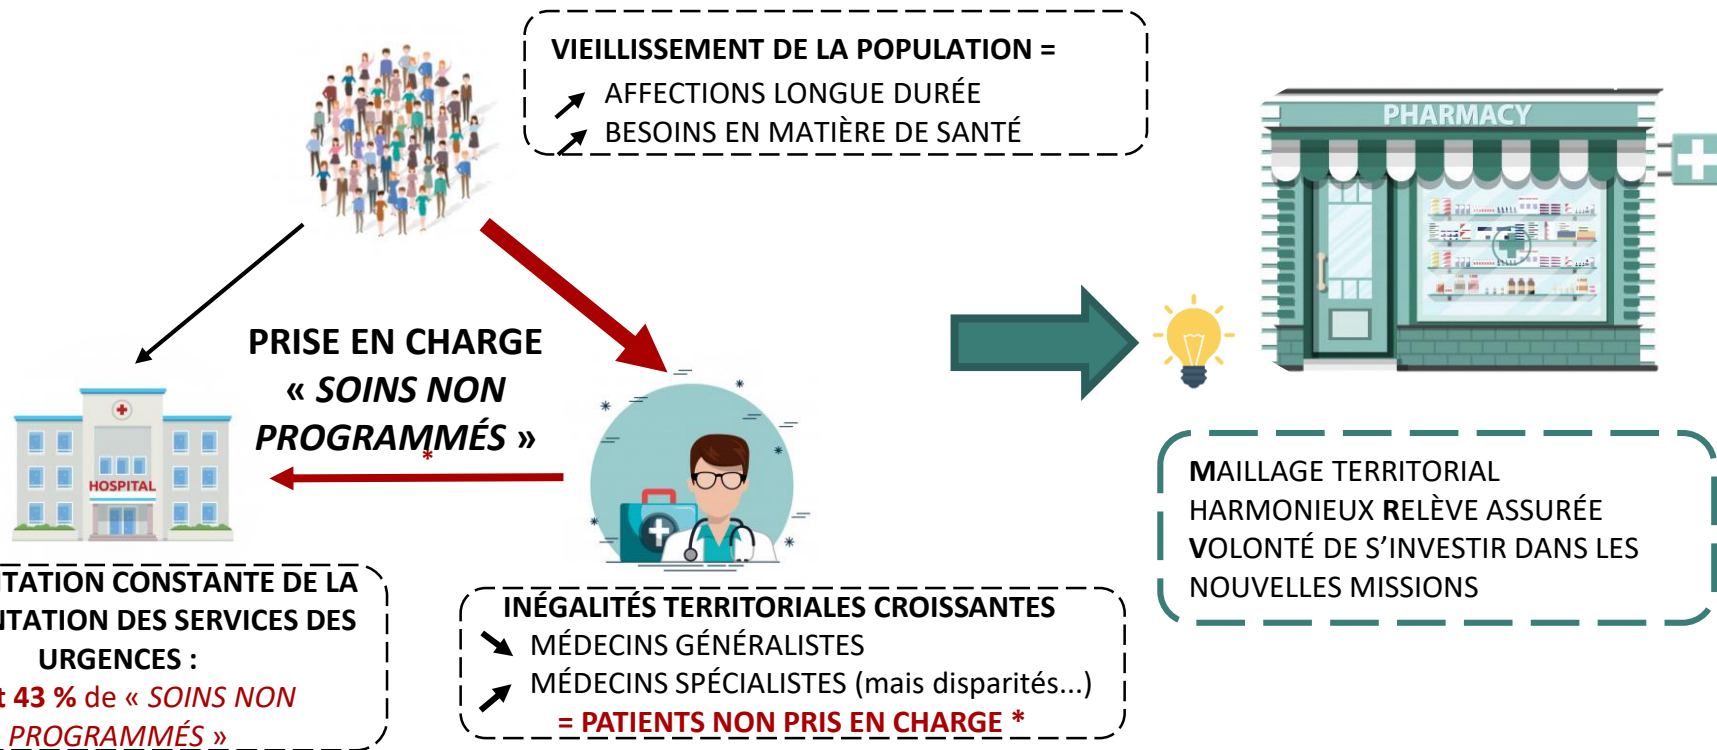 VIEILLISSEMENT DE LA POPULATION =
AFFECTIONS LONGUE DURÉE
BESOINS EN MATIÈRE DE SANTÉ
PHARMACY
PRISE EN CHARGE
« SOINS NON
PROGRAMMÉS »
*
HOSPITAL
MAILLAGE TERRITORIAL
HARMONIEUX RELÈVE ASSURÉE
VOLONTÉ DE S’INVESTIR DANS LES
NOUVELLES MISSIONS
NTATION CONSTANTE DE LA
NTATION DES SERVICES DES
URGENCES :
t 43 % de « SOINS NON
PROGRAMMÉS »
INÉGALITÉS TERRITORIALES CROISSANTES
MÉDECINS GÉNÉRALISTES
MÉDECINS SPÉCIALISTES (mais disparités...)
= PATIENTS NON PRIS EN CHARGE *